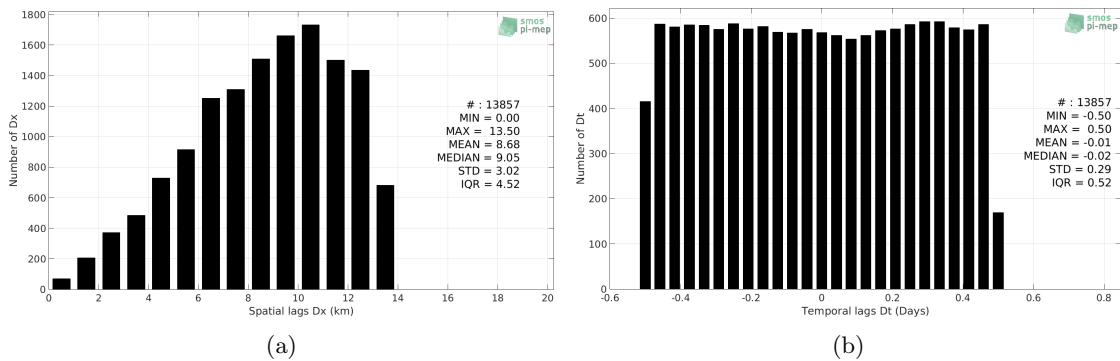 1800
1600
1400
1200
1000
800
600
400
200
0
Number of Dx
0 2 4 6 8 10 12 14 16 18 20
Spatial lags Dx (km)
smos
pi-mep
# : 13857
MIN = 0.00
MAX = 13.50
MEAN = 8.68
MEDIAN = 9.05
STD = 3.02
IQR = 4.52
(a)
600
500
400
300
200
100
0
Number of Dt
-0.6 -0.4 -0.2 0 0.2 0.4 0.6 0.8
Temporal lags Dt (Days)
smos
pi-mep
# : 13857
MIN = -0.50
MAX = 0.50
MEAN = -0.01
MEDIAN = -0.02
STD = 0.29
IQR = 0.52
(b)